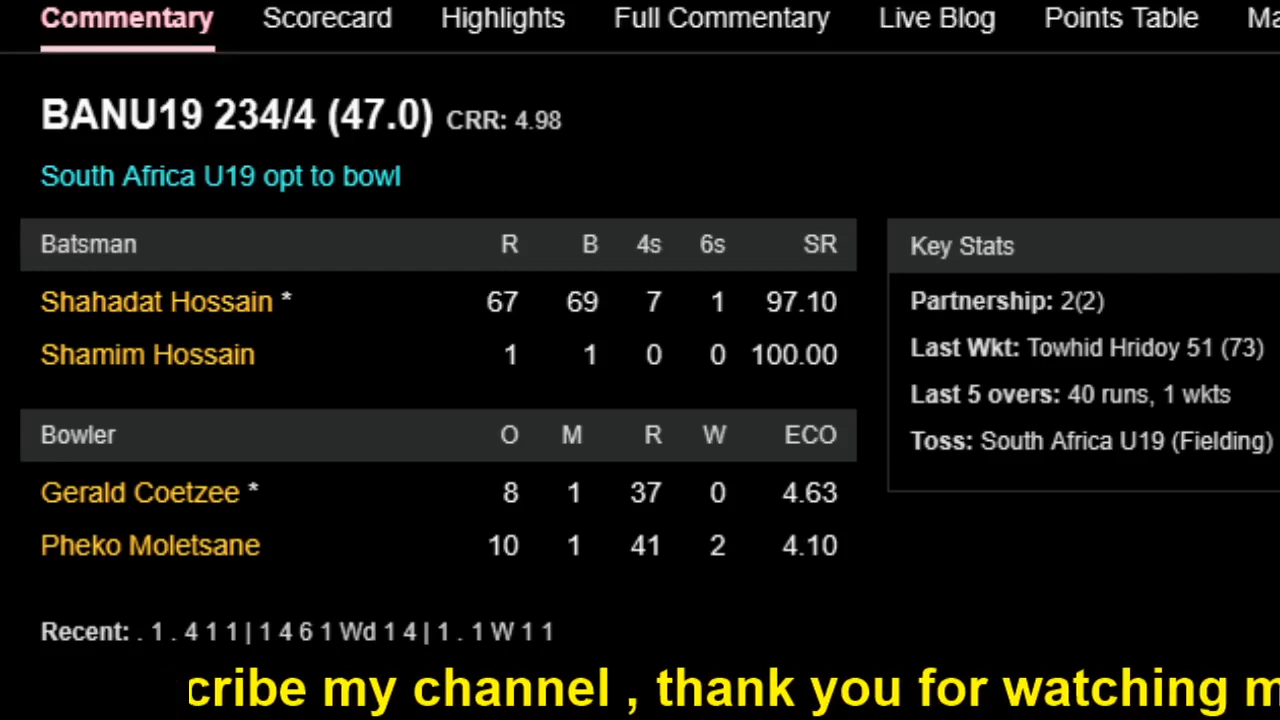 Commentary Scorecard Highlights Full Commentary Live Blog Points Table
BANU19 234/4 (47.0) CRR: 4.98
South Africa U19 opt to bowl
Batsman R B 4s 6s SR
Shahadat Hossain * 67 69 7 1 97.10
Shamim Hossain 1 1 0 0 100.00
Bowler O M R W ECO
Gerald Coetzee * 8 1 37 0 4.63
Pheko Moletsane 10 1 41 2 4.10
Key Stats
Partnership: 2(2)
Last Wkt: Towhid Hridoy 51 (73)
Last 5 overs: 40 runs, 1 wkts
Toss: South Africa U19 (Fielding)
Recent: . 1 . 4 1 1 | 1 4 6 1 Wd 1 4 | 1 . 1 W 1 1
cribe my channel , thank you for watching